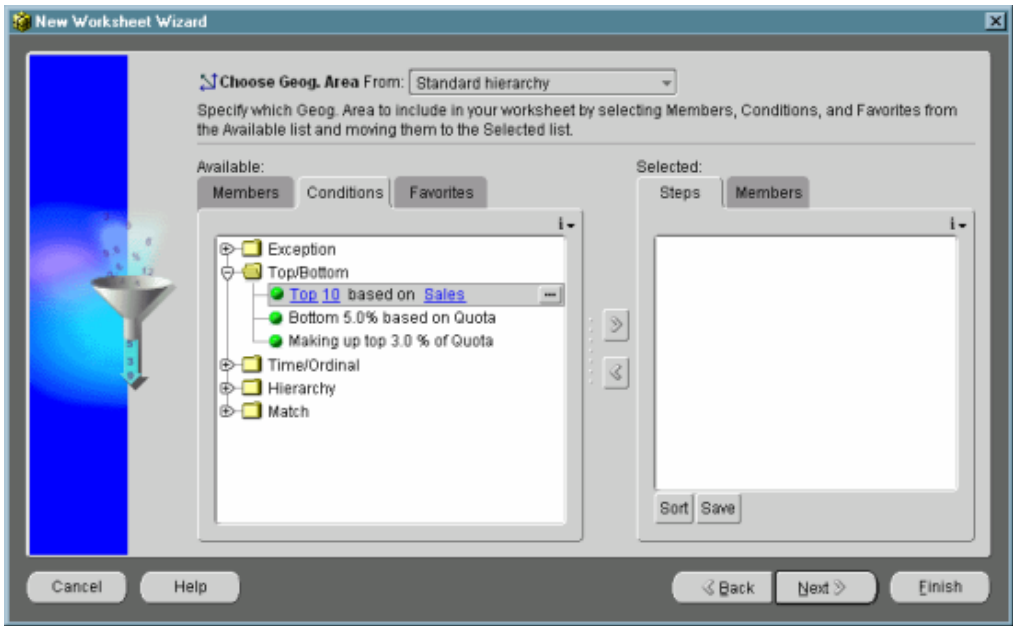 New Worksheet Wizard
Choose Geog. Area From: Standard hierarchy
Specify which Geog. Area to include in your worksheet by selecting Members, Conditions, and Favorites from
the Available list and moving them to the Selected list.
Available:
Members Conditions Favorites
Exception
Top/Bottom
Top 10 based on Sales ...
Bottom 5.0% based on Quota
Making up top 3.0 % of Quota
Time/Ordinal
Hierarchy
Match
Selected:
Steps Members
Sort Save
Cancel Help Back Next Finish